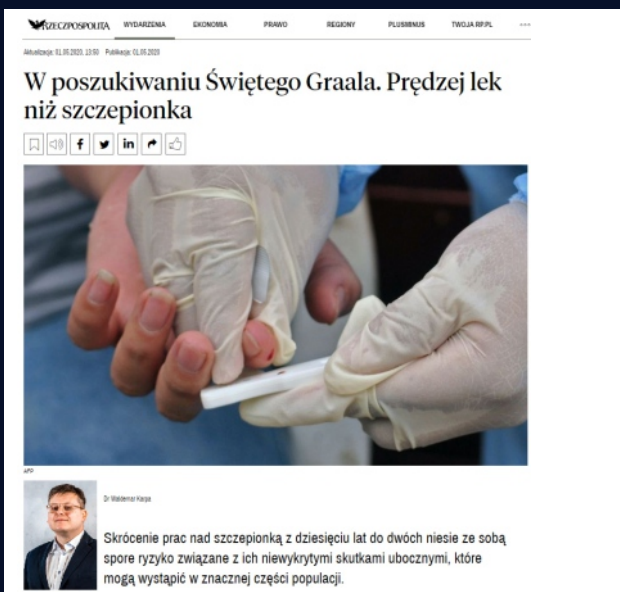 RZECZPOSPOLITA WYDARZENIA EKONOMIA PRAWO REGIONY PLUSMINUS TWOJA RP.PL
Aktualizacja: 01.05.2020, 13:50 Publikacja: 01.05.2020
W poszukiwaniu Świętego Graala. Prędzej lek
niż szczepionka
AFP
Dr Waldemar Karpa
Skrócenie prac nad szczepionką z dziesięciu lat do dwóch niesie ze sobą
spore ryzyko związane z ich niewykrytymi skutkami ubocznymi, które
mogą wystąpić w znacznej części populacji.